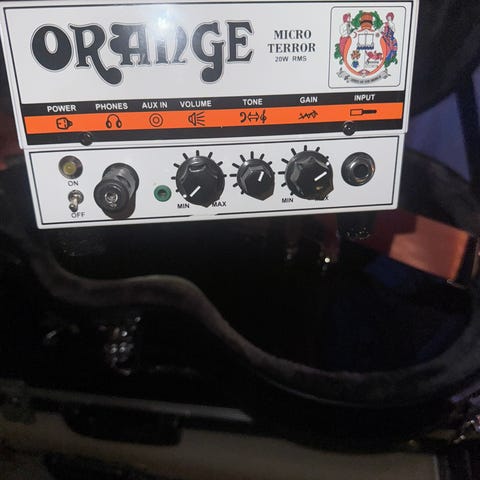 ORANGE
MICRO
TERROR
20W RMS
POWER PHONES AUX IN VOLUME TONE GAIN INPUT
ON
OFF
MIN MAX MIN MAX